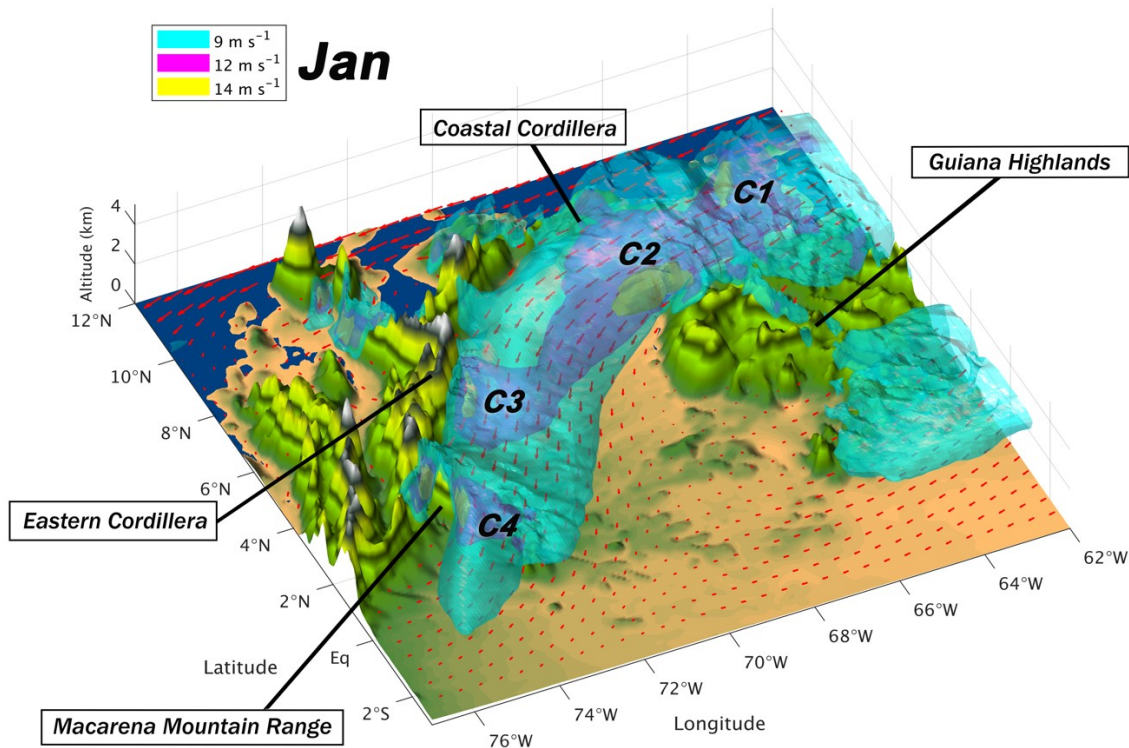 9 m s⁻¹
12 m s⁻¹
14 m s⁻¹
Jan
Coastal Cordillera
Guiana Highlands
C1
C2
C3
C4
Altitude (km)
4
2
0
12°N
10°N
8°N
6°N
4°N
2°N
Eq
2°S
Latitude
Eastern Cordillera
Macarena Mountain Range
76°W
74°W
72°W
70°W
68°W
66°W
64°W
62°W
Longitude